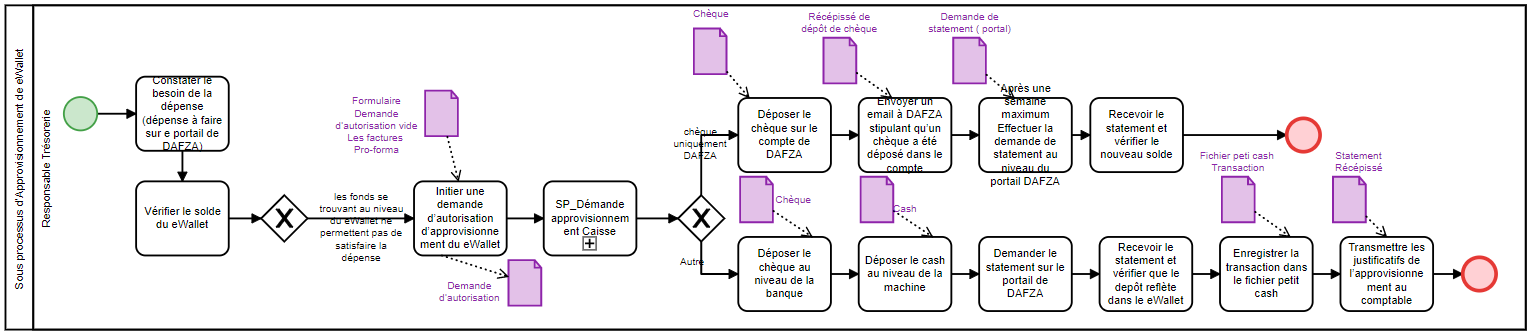 Sous processus d'Approvisionnement de eWallet
Responsable Trésorerie
Constater le
besoin de la
dépense
(dépense à faire
sur e portail de
DAFZA)
Vérifier le solde
du eWallet
les fonds se
trouvant au niveau
du eWallet ne
permettent pas de
satisfaire la
dépense
Formulaire
Demande
d'autorisation vide
Les factures
Pro-forma
Initier une
demande
d'autorisation
d'approvisionne
ment du eWallet
Demande
d'autorisation
SP_Démande
approvisionnem
ent Caisse
chèque
uniquement
DAFZA
Autre
Chèque
Déposer le
chèque sur le
compte de
DAFZA
Récépissé de
dépôt de chèque
Envoyer un
email à DAFZA
stipulant qu'un
chèque a été
déposé dans le
compte
Demande de
statement ( portal)
Après une
semaine
maximum
Effectuer la
demande de
statement au
niveau du
portail DAFZA
Recevoir le
statement et
vérifier le
nouveau solde
Chèque
Déposer le
chèque au
niveau de la
banque
Cash
Déposer le cash
au niveau de la
machine
Demander le
statement sur le
portail de
DAFZA
Recevoir le
statement et
vérifier que le
depôt reflète
dans le eWallet
Fichier peti cash
Transaction
Enregistrer la
transaction dans
le fichier petit
cash
Statement
Récépissé
Transmettre les
justificatifs de
l'approvisionne
ment au
comptable